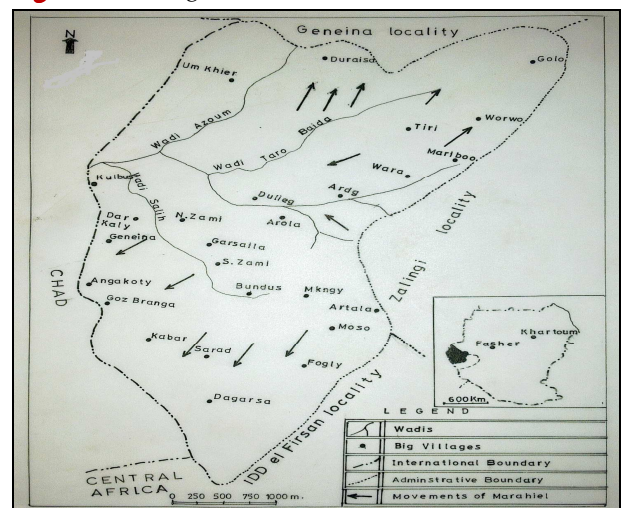 Geneina locality
N
Duraisa
Golo
Um Khier
Wadi Azoum
Wadi Taro Baida
Tiri
Worwo
Marlboo
Wara
Kulbus
Wadi Salih
Dulleg
Ardg
Dar Kaly
N.Zami
Arola
Geneina
Garsailla
S.Zami
Zalingi locality
CHAD
Angakoty
Bundus
Mkngy
Goz Branga
Artala
Moso
Kabar
Sarad
Fogly
Dagarsa
IDD el Firsan locality
CENTRAL
AFRICA
0 250 500 750 1000 m.
Khartoum
Fasher
600Km.
LEGEND
Wadis
Big Villages
International Boundary
Adminstrative Boundary
Movements of Marahiel